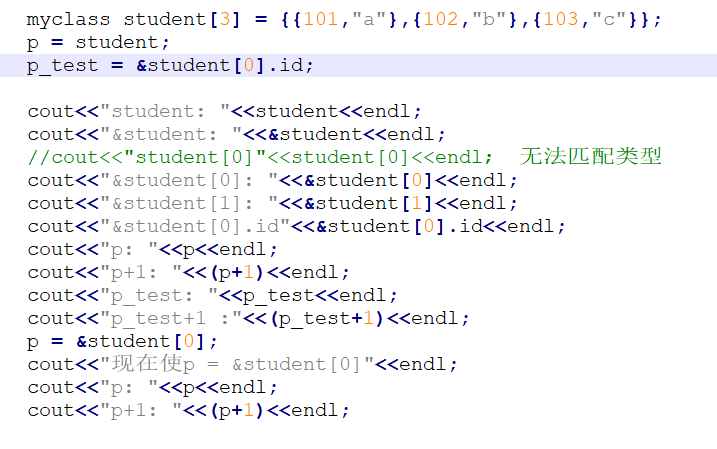 myclass student[3] = {{101,"a"},{102,"b"},{103,"c"}};
p = student;
p_test = &student[0].id;
cout<<"student: "<<student<<endl;
cout<<"&student: "<<&student<<endl;
//cout<<"student[0]"<<student[0]<<endl;  无法匹配类型
cout<<"&student[0]: "<<&student[0]<<endl;
cout<<"&student[1]: "<<&student[1]<<endl;
cout<<"&student[0].id"<<&student[0].id<<endl;
cout<<"p: "<<p<<endl;
cout<<"p+1: "<<(p+1)<<endl;
cout<<"p_test: "<<p_test<<endl;
cout<<"p_test+1 :"<<(p_test+1)<<endl;
p = &student[0];
cout<<"现在使p = &student[0]"<<endl;
cout<<"p: "<<p<<endl;
cout<<"p+1: "<<(p+1)<<endl;